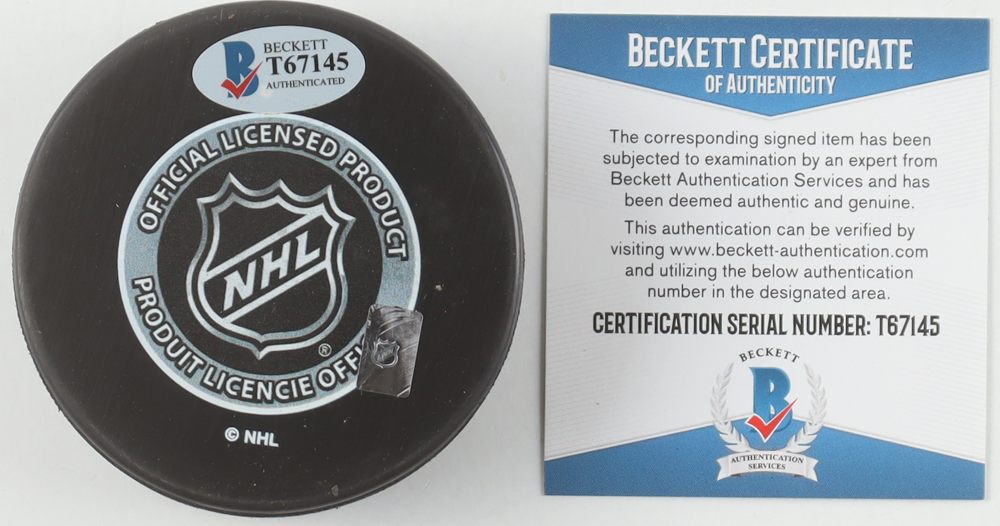 BECKETT
T67145
AUTHENTICATED
OFFICIAL LICENSED PRODUCT
NHL
®
PRODUIT LICENCIE OFFI
NHL
© NHL
BECKETT CERTIFICATE
OF AUTHENTICITY
The corresponding signed item has been
subjected to examination by an expert from
Beckett Authentication Services and has
been deemed authentic and genuine.
This authentication can be verified by
visiting www.beckett-authentication.com
and utilizing the below authentication
number in the designated area.
CERTIFICATION SERIAL NUMBER: T67145
BECKETT
B
AUTHENTICATION
SERVICES